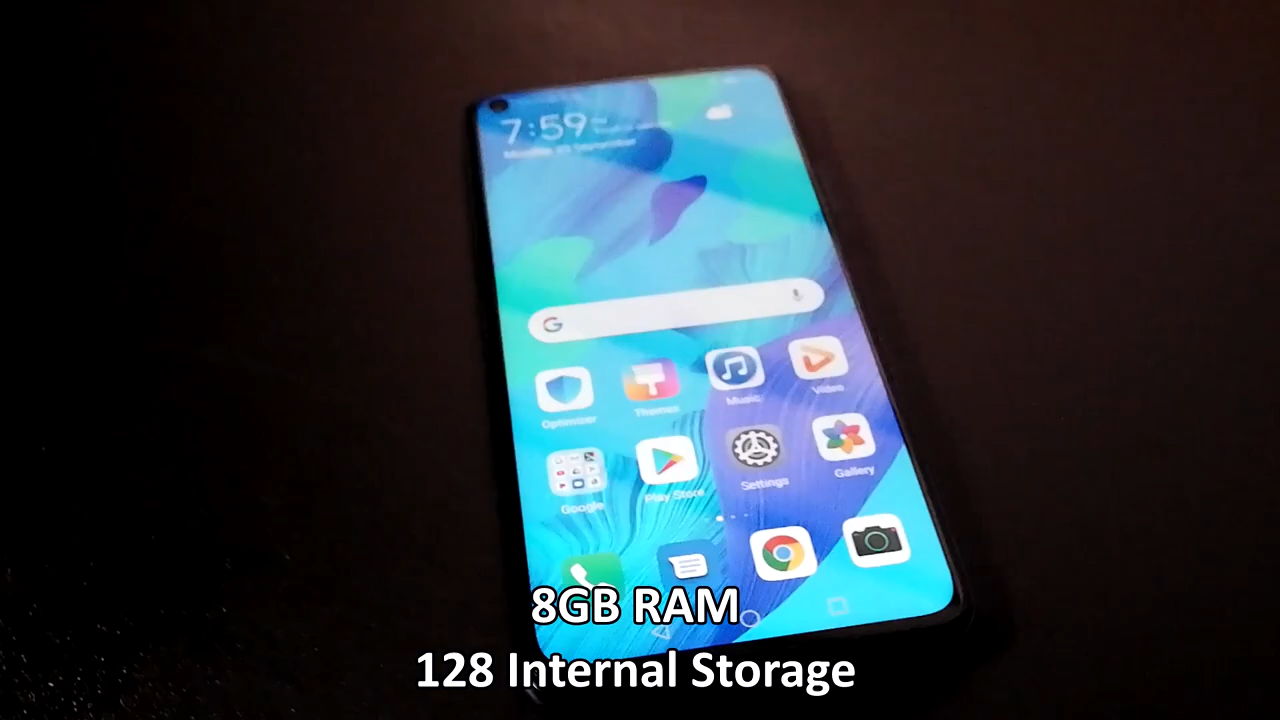 7:59
G
Optimizer
Themes
Music
Video
Google
Play Store
Settings
Gallery
8GB RAM
128 Internal Storage